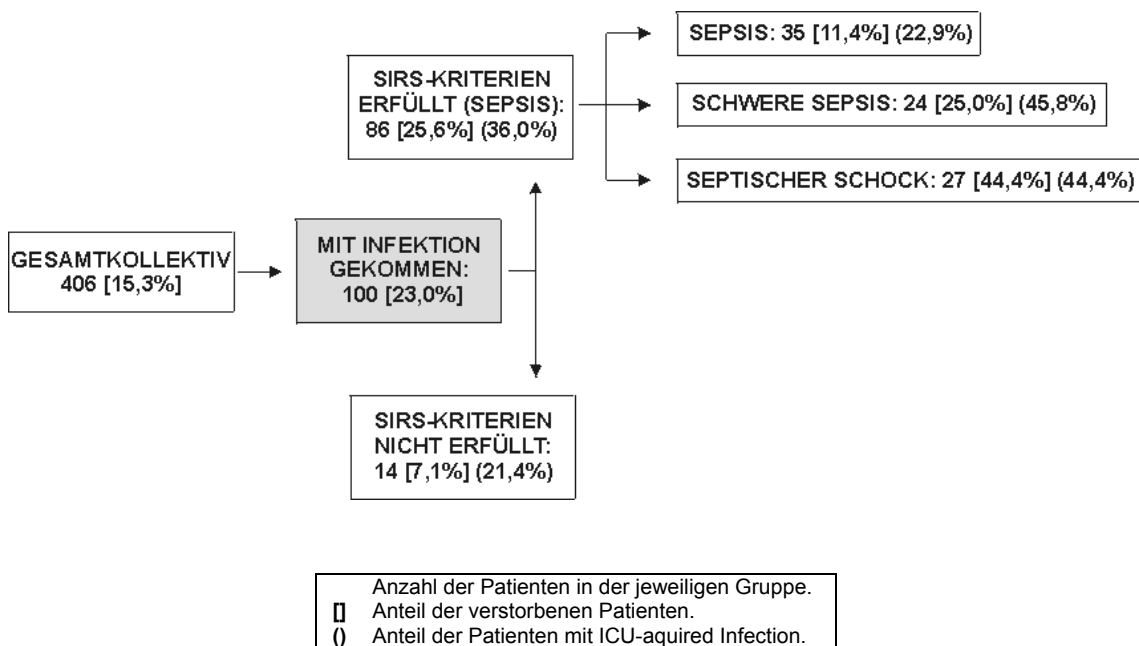 SEPSIS: 35 [11,4%] (22,9%)
SIRS-KRITERIEN
ERFÜLLT (SEPSIS):
86 [25,6%] (36,0%)
SCHWERE SEPSIS: 24 [25,0%] (45,8%)
SEPTISCHER SCHOCK: 27 [44,4%] (44,4%)
GESAMTKOLLEKTIV
406 [15,3%]
MIT INFEKTION
GEKOMMEN:
100 [23,0%]
SIRS-KRITERIEN
NICHT ERFÜLLT:
14 [7,1%] (21,4%)
Anzahl der Patienten in der jeweiligen Gruppe.
[] Anteil der verstorbenen Patienten.
() Anteil der Patienten mit ICU-aquired Infection.